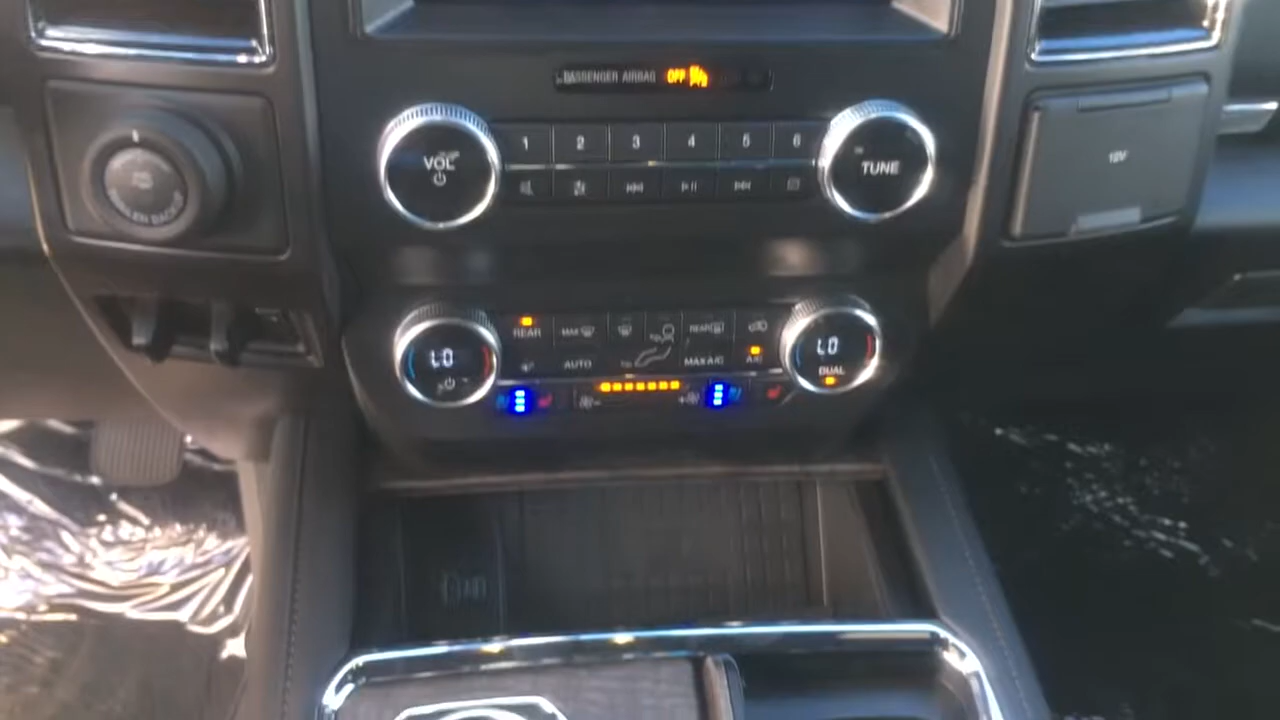 PASSENGER AIRBAG OFF
VOL
1 2 3 4 5 6
TUNE
12V
LO
REAR
MAX
REAR
LO
AUTO
MAX A/C
A/C
DUAL